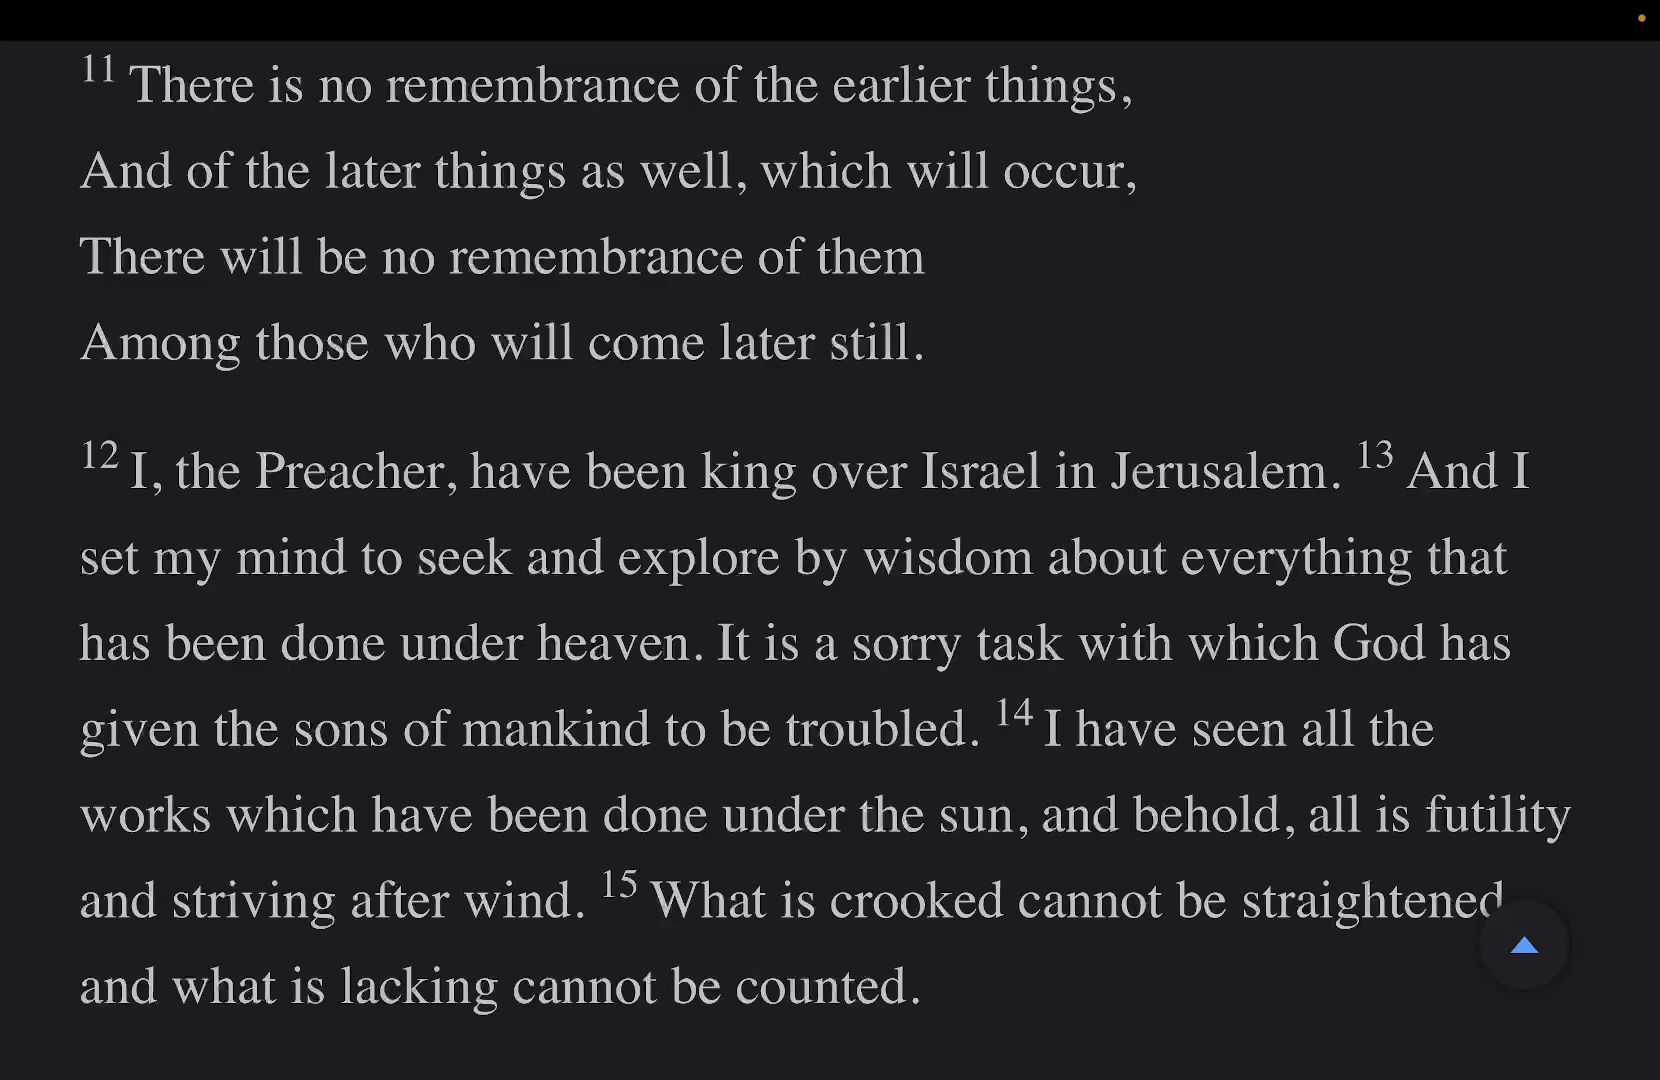 11 There is no remembrance of the earlier things,
And of the later things as well, which will occur,
There will be no remembrance of them
Among those who will come later still.
12 I, the Preacher, have been king over Israel in Jerusalem. 13 And I
set my mind to seek and explore by wisdom about everything that
has been done under heaven. It is a sorry task with which God has
given the sons of mankind to be troubled. 14 I have seen all the
works which have been done under the sun, and behold, all is futility
and striving after wind. 15 What is crooked cannot be straightened
and what is lacking cannot be counted.